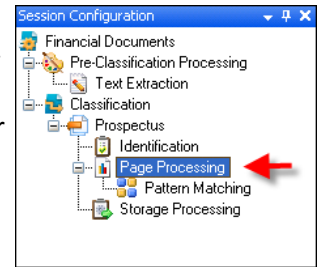 Session Configuration
Financial Documents
Pre-Classification Processing
Text Extraction
Classification
Prospectus
Identification
Page Processing
Pattern Matching
Storage Processing